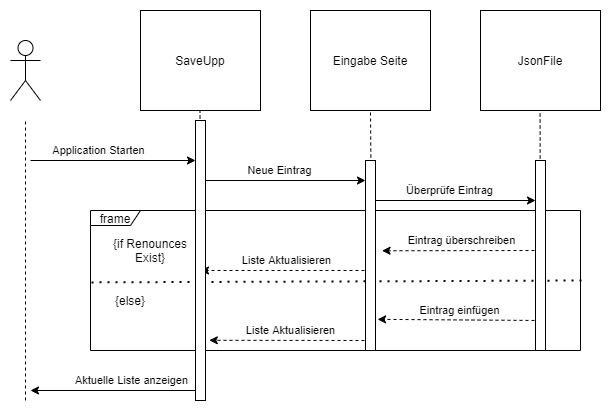 SaveUpp
Eingabe Seite
JsonFile
Application Starten
Neue Eintrag
Überprüfe Eintrag
frame
{if Renounces
Exist}
Eintrag überschreiben
Liste Aktualisieren
{else}
Eintrag einfügen
Liste Aktualisieren
Aktuelle Liste anzeigen